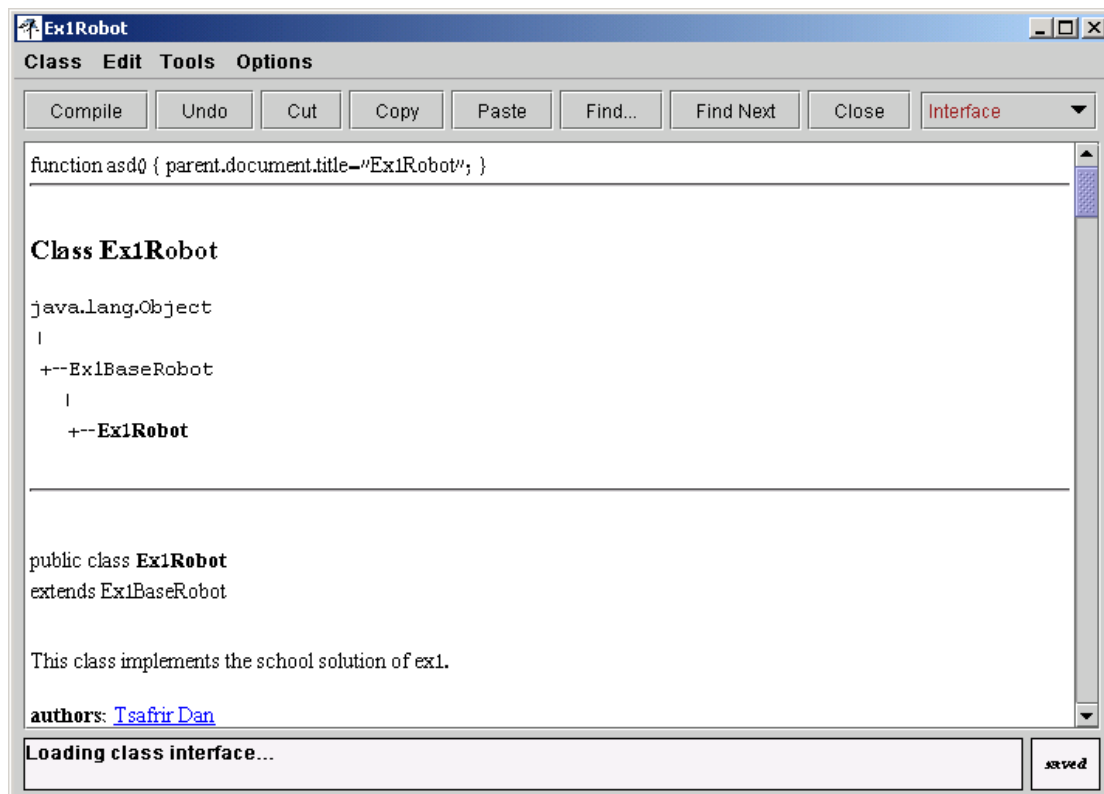 Ex1Robot
Class Edit Tools Options
Compile Undo Cut Copy Paste Find... Find Next Close Interface
function asd() { parent.document.title="Ex1Robot"; }
Class Ex1Robot
java.lang.Object
|
+--Ex1BaseRobot
|
+--Ex1Robot
public class Ex1Robot
extends Ex1BaseRobot
This class implements the school solution of ex1.
authors: Tsafrir Dan
Loading class interface...
saved